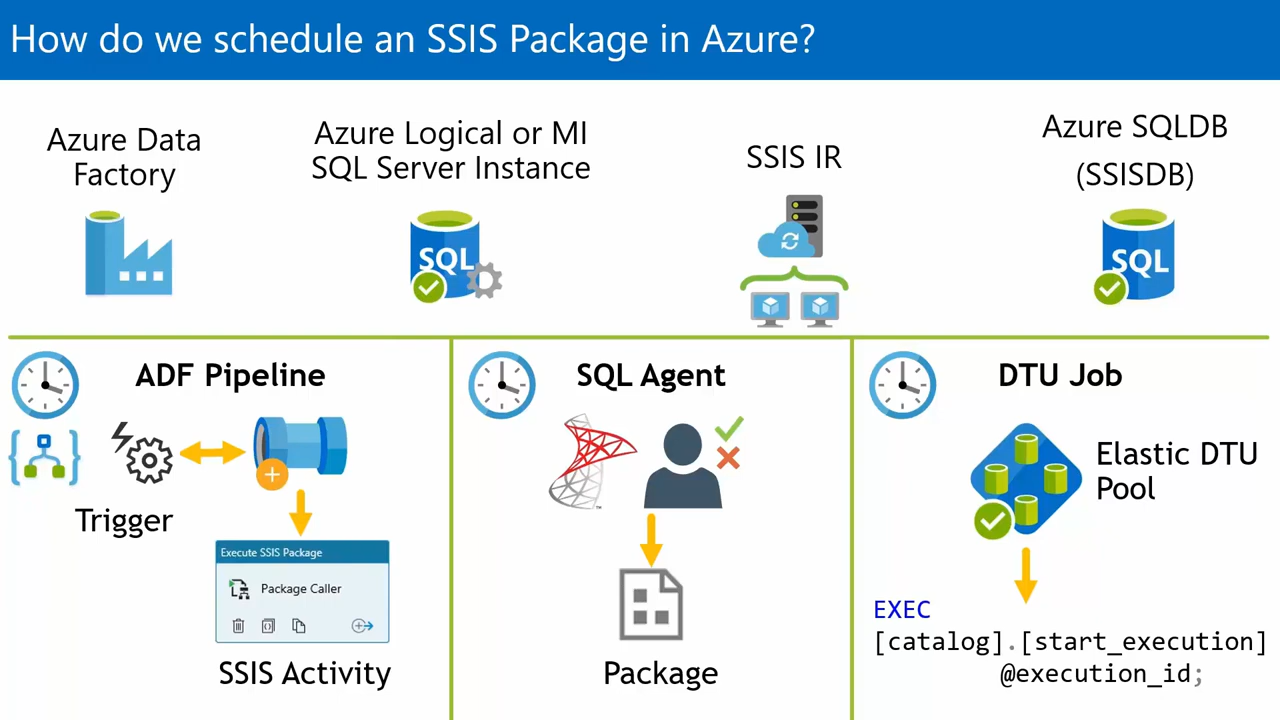 How do we schedule an SSIS Package in Azure?
Azure Data
Factory
Azure Logical or MI
SQL Server Instance
SSIS IR
Azure SQLDB
(SSISDB)
SQL
SQL
ADF Pipeline
Trigger
Execute SSIS Package
Package Caller
SSIS Activity
SQL Agent
Package
DTU Job
Elastic DTU
Pool
EXEC
[catalog].[start_execution]
@execution_id;